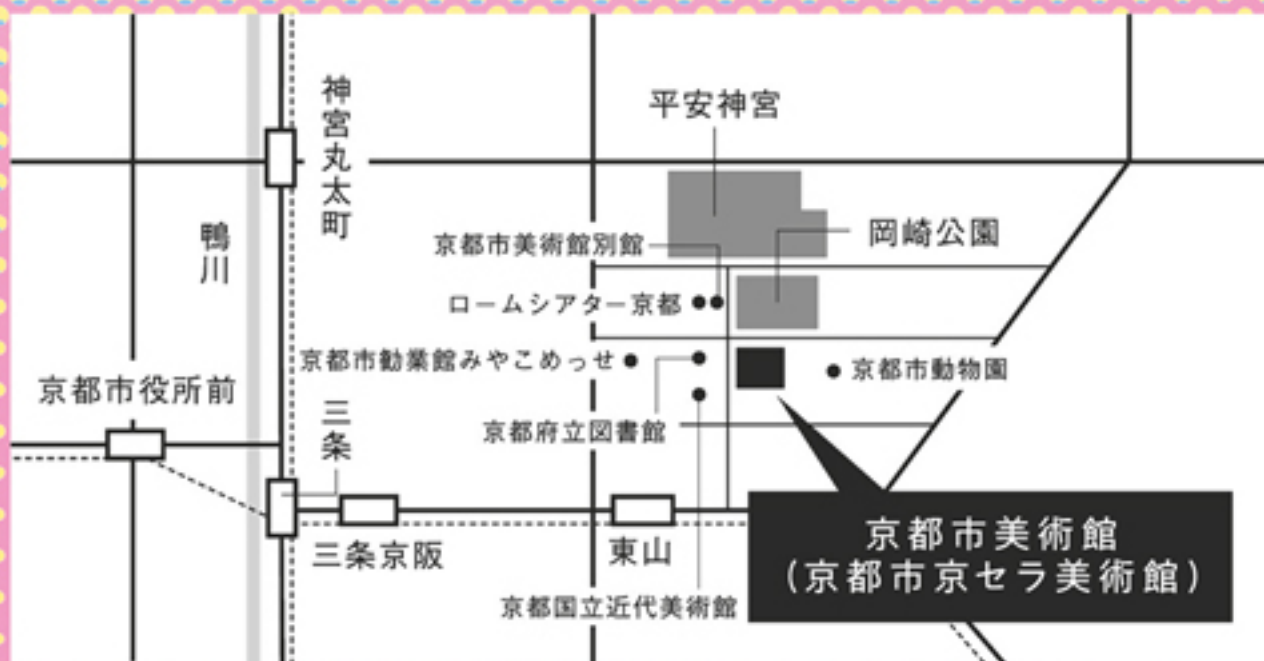 神宮丸太町
平安神宮
鴨川
京都市美術館別館
岡崎公園
ロームシアター京都
京都市勧業館みやこめっせ
京都市動物園
京都市役所前
三条
京都府立図書館
三条京阪
東山
京都市美術館
（京都市京セラ美術館）
京都国立近代美術館